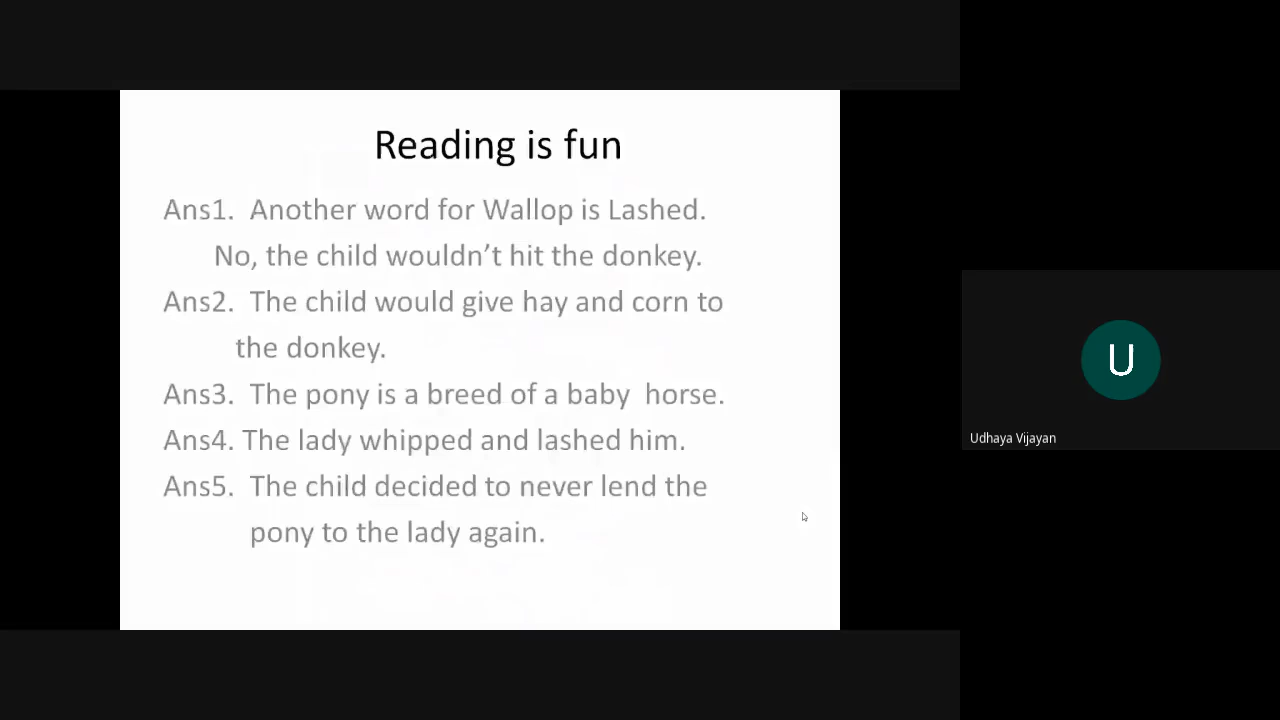 Reading is fun
Ans1. Another word for Wallop is Lashed.
No, the child wouldn't hit the donkey.
Ans2. The child would give hay and corn to
the donkey.
Ans3. The pony is a breed of a baby horse.
Ans4. The lady whipped and lashed him.
Ans5. The child decided to never lend the
pony to the lady again.
U
Udhaya Vijayan